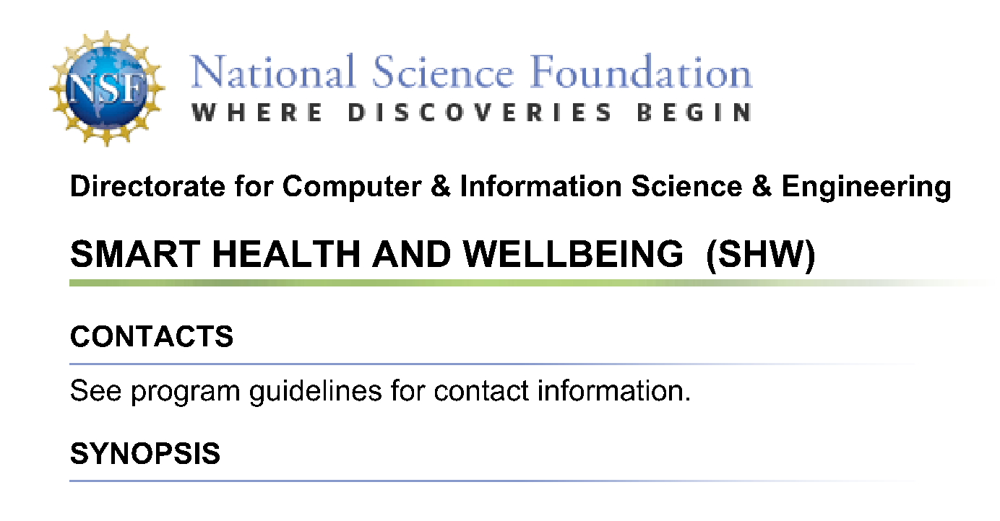 NSF
National Science Foundation
WHERE DISCOVERIES BEGIN
Directorate for Computer & Information Science & Engineering
SMART HEALTH AND WELLBEING (SHW)
CONTACTS
See program guidelines for contact information.
SYNOPSIS